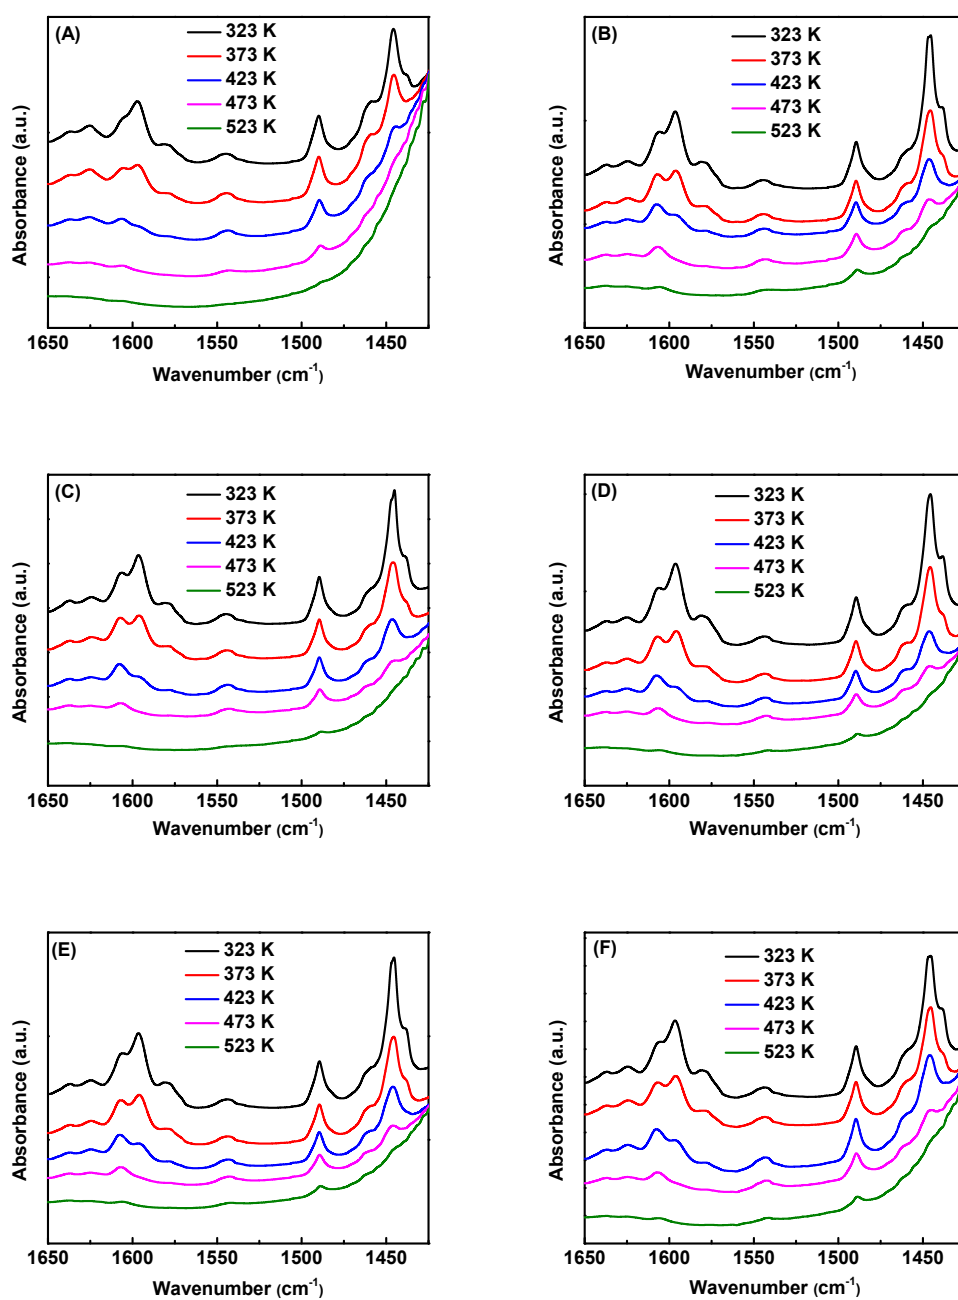 (A)
323 K
373 K
423 K
473 K
523 K
Absorbance (a.u.)
1650 1600 1550 1500 1450
Wavenumber (cm⁻¹)
(B)
323 K
373 K
423 K
473 K
523 K
Absorbance (a.u.)
1650 1600 1550 1500 1450
Wavenumber (cm⁻¹)
(C)
323 K
373 K
423 K
473 K
523 K
Absorbance (a.u.)
1650 1600 1550 1500 1450
Wavenumber (cm⁻¹)
(D)
323 K
373 K
423 K
473 K
523 K
Absorbance (a.u.)
1650 1600 1550 1500 1450
Wavenumber (cm⁻¹)
(E)
323 K
373 K
423 K
473 K
523 K
Absorbance (a.u.)
1650 1600 1550 1500 1450
Wavenumber (cm⁻¹)
(F)
323 K
373 K
423 K
473 K
523 K
Absorbance (a.u.)
1650 1600 1550 1500 1450
Wavenumber (cm⁻¹)